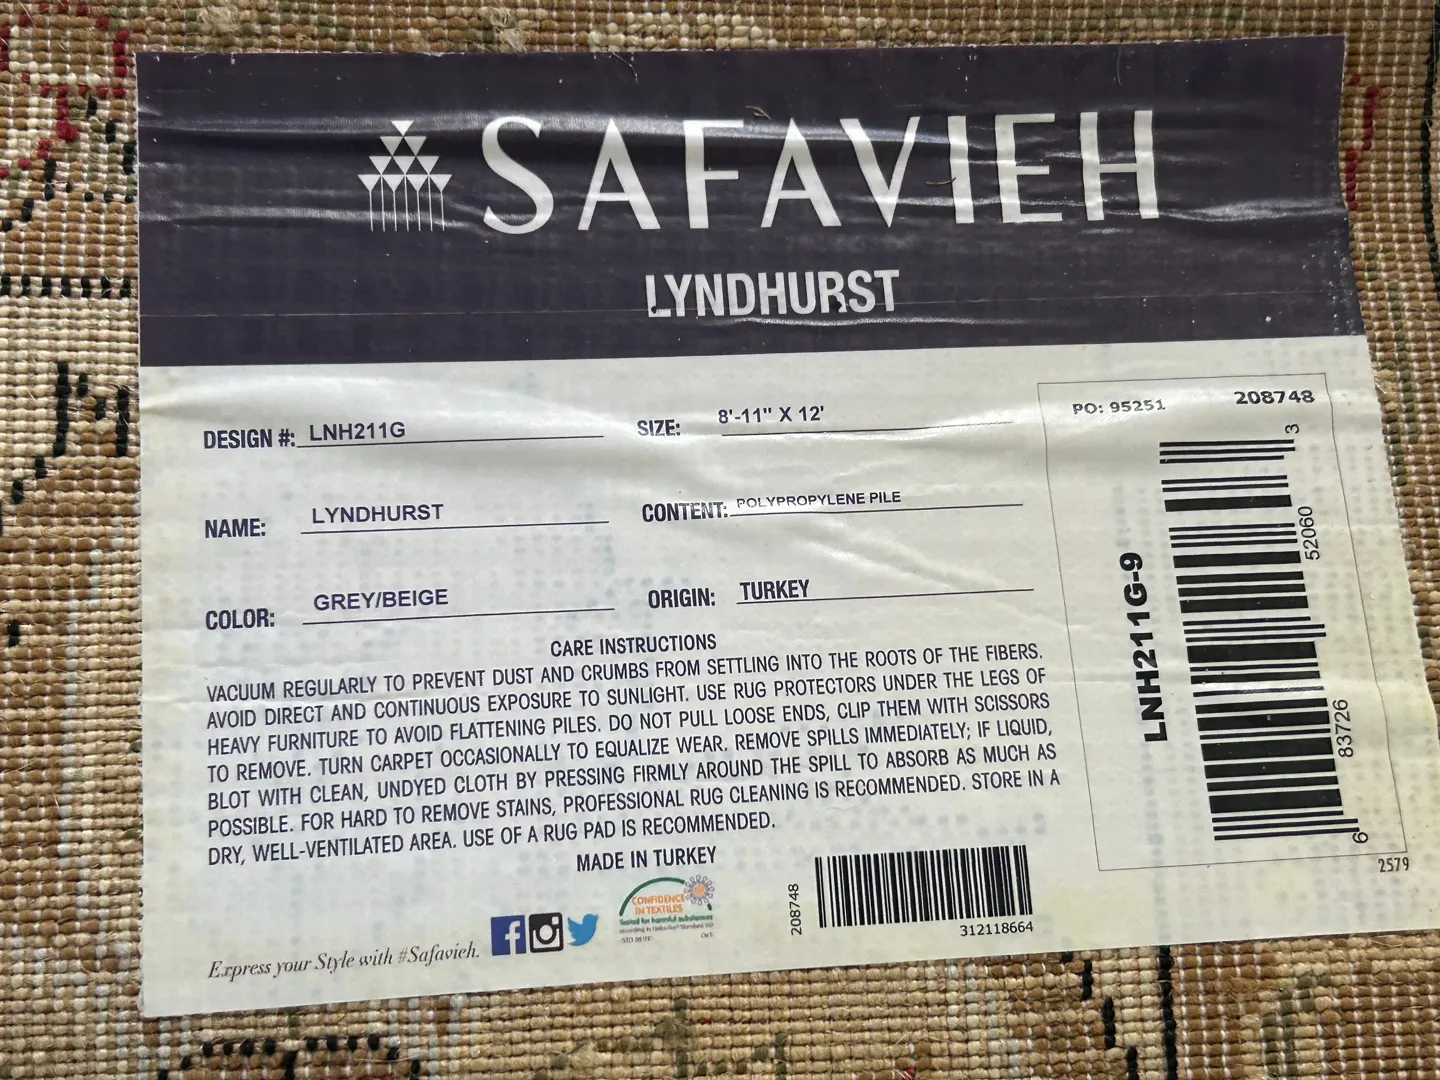 SAFAVIEH
LYNDHURST
DESIGN #: LNH211G
SIZE: 8'-11" X 12'
NAME: LYNDHURST
CONTENT: POLYPROPYLENE PILE
COLOR: GREY/BEIGE
ORIGIN: TURKEY
CARE INSTRUCTIONS
VACUUM REGULARLY TO PREVENT DUST AND CRUMBS FROM SETTLING INTO THE ROOTS OF THE FIBERS.
AVOID DIRECT AND CONTINUOUS EXPOSURE TO SUNLIGHT. USE RUG PROTECTORS UNDER THE LEGS OF
HEAVY FURNITURE TO AVOID FLATTENING PILES. DO NOT PULL LOOSE ENDS, CLIP THEM WITH SCISSORS
TO REMOVE. TURN CARPET OCCASIONALLY TO EQUALIZE WEAR. REMOVE SPILLS IMMEDIATELY; IF LIQUID,
BLOT WITH CLEAN, UNDYED CLOTH BY PRESSING FIRMLY AROUND THE SPILL TO ABSORB AS MUCH AS
POSSIBLE. FOR HARD TO REMOVE STAINS, PROFESSIONAL RUG CLEANING IS RECOMMENDED. STORE IN A
DRY, WELL-VENTILATED AREA. USE OF A RUG PAD IS RECOMMENDED.
MADE IN TURKEY
Express your Style with #Safavieh.
CONFIDENCE
IN TEXTILES
Tested for harmful substances
208748
312118664
PO: 95251 208748
LNH211G-9
6 83726 52060 3
2579